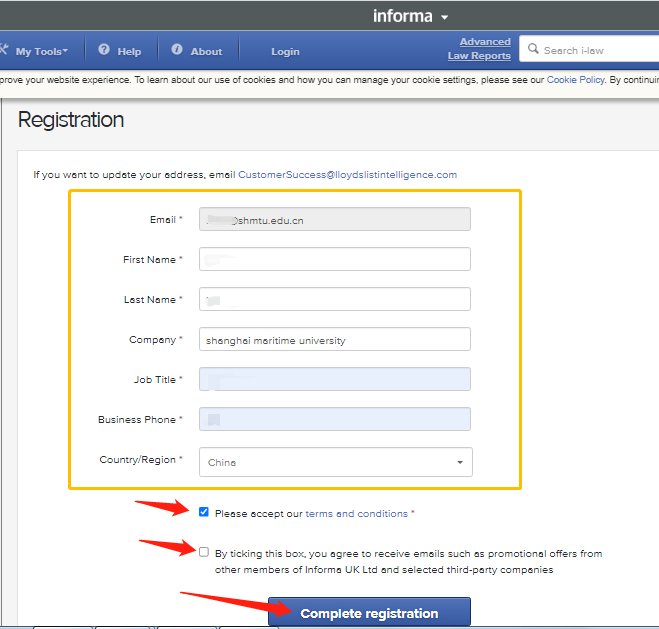 informa
My Tools
Help
About
Login
Advanced
Law Reports
Search i-law
prove your website experience. To learn about our use of cookies and how you can manage your cookie settings, please see our Cookie Policy. By continuin
Registration
If you want to update your address, email CustomerSuccess@lloydslistintelligence.com
Email *
@shmtu.edu.cn
First Name *
Last Name *
Company *
shanghai maritime university
Job Title *
Business Phone *
Country/Region *
China
Please accept our terms and conditions *
By ticking this box, you agree to receive emails such as promotional offers from
other members of Informa UK Ltd and selected third-party companies
Complete registration